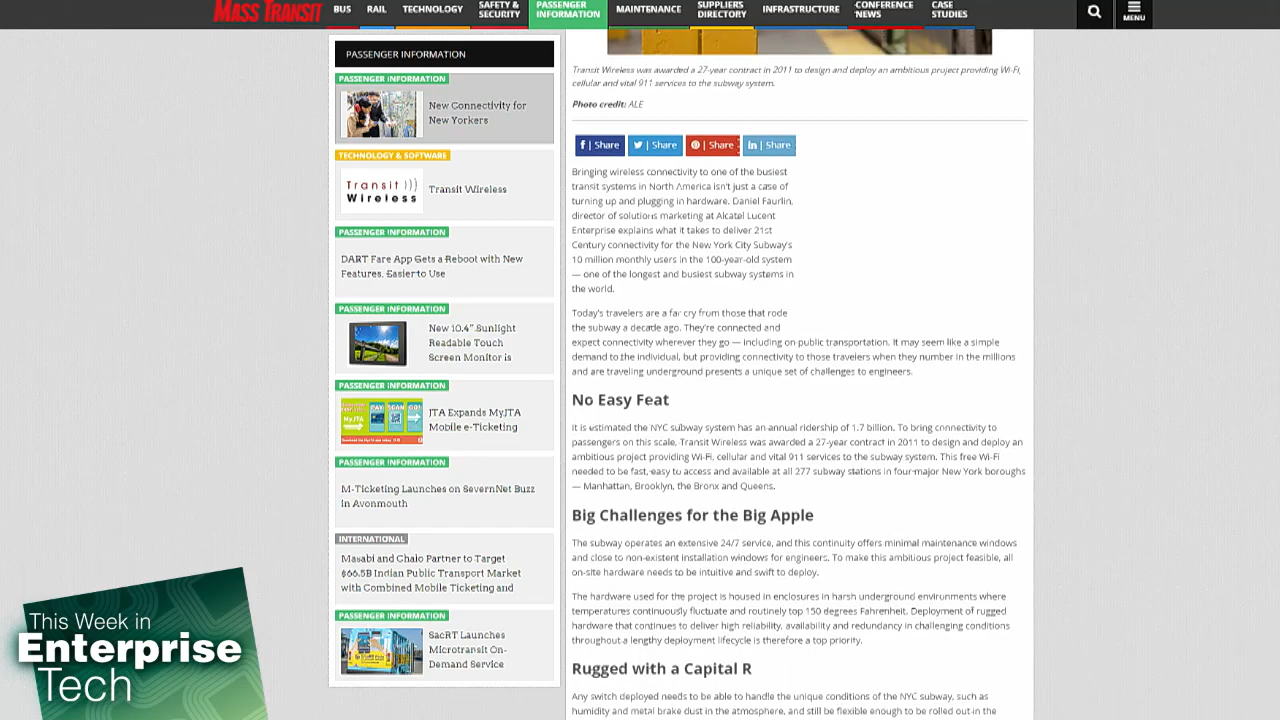 MASS TRANSIT
BUS
RAIL
TECHNOLOGY
SAFETY &
SECURITY
PASSENGER
INFORMATION
MAINTENANCE
SUPPLIERS
DIRECTORY
INFRASTRUCTURE
CONFERENCE
NEWS
CASE
STUDIES
MENU
PASSENGER INFORMATION
PASSENGER INFORMATION
New Connectivity for
New Yorkers
TECHNOLOGY & SOFTWARE
Transit
Wireless
Transit Wireless
PASSENGER INFORMATION
DART Fare App Gets a Reboot with New
Features, Easier to Use
PASSENGER INFORMATION
New 10.4" Sunlight
Readable Touch
Screen Monitor is
PASSENGER INFORMATION
JTA Expands MyJTA
Mobile e-Ticketing
PASSENGER INFORMATION
M-Ticketing Launches on SevernNet Buzz
in Avonmouth
INTERNATIONAL
Masabi and Chalo Partner to Target
$66.5B Indian Public Transport Market
with Combined Mobile Ticketing and
PASSENGER INFORMATION
SacRT Launches
Microtransit On-
Demand Service
Transit Wireless was awarded a 27-year contract in 2011 to design and deploy an ambitious project providing Wi-Fi,
cellular and vital 911 services to the subway system.
Photo credit: ALE
f | Share
| Share
| Share
in | Share
Bringing wireless connectivity to one of the busiest
transit systems in North America isn't just a case of
turning up and plugging in hardware. Daniel Faurlin,
director of solutions marketing at Alcatel Lucent
Enterprise explains what it takes to deliver 21st
Century connectivity for the New York City Subway's
10 million monthly users in the 100-year-old system
— one of the longest and busiest subway systems in
the world.
Today's travelers are a far cry from those that rode
the subway a decade ago. They're connected and
expect connectivity wherever they go — including on public transportation. It may seem like a simple
demand to the individual, but providing connectivity to those travelers when they number in the millions
and are traveling underground presents a unique set of challenges to engineers.
No Easy Feat
It is estimated the NYC subway system has an annual ridership of 1.7 billion. To bring connectivity to
passengers on this scale, Transit Wireless was awarded a 27-year contract in 2011 to design and deploy an
ambitious project providing Wi-Fi, cellular and vital 911 services to the subway system. This free Wi-Fi
needed to be fast, easy to access and available at all 277 subway stations in four major New York boroughs
— Manhattan, Brooklyn, the Bronx and Queens.
Big Challenges for the Big Apple
The subway operates an extensive 24/7 service, and this continuity offers minimal maintenance windows
and close to non-existent installation windows for engineers. To make this ambitious project feasible, all
on-site hardware needs to be intuitive and swift to deploy.
The hardware used for the project is housed in enclosures in harsh underground environments where
temperatures continuously fluctuate and routinely top 150 degrees Fahrenheit. Deployment of rugged
hardware that continues to deliver high reliability, availability and redundancy in challenging conditions
throughout a lengthy deployment lifecycle is therefore a top priority.
Rugged with a Capital R
Any switch deployed needs to be able to handle the unique conditions of the NYC subway, such as
humidity and metal brake dust in the atmosphere, and still be flexible enough to be rolled out in the
This Week in
Enterprise
Tech